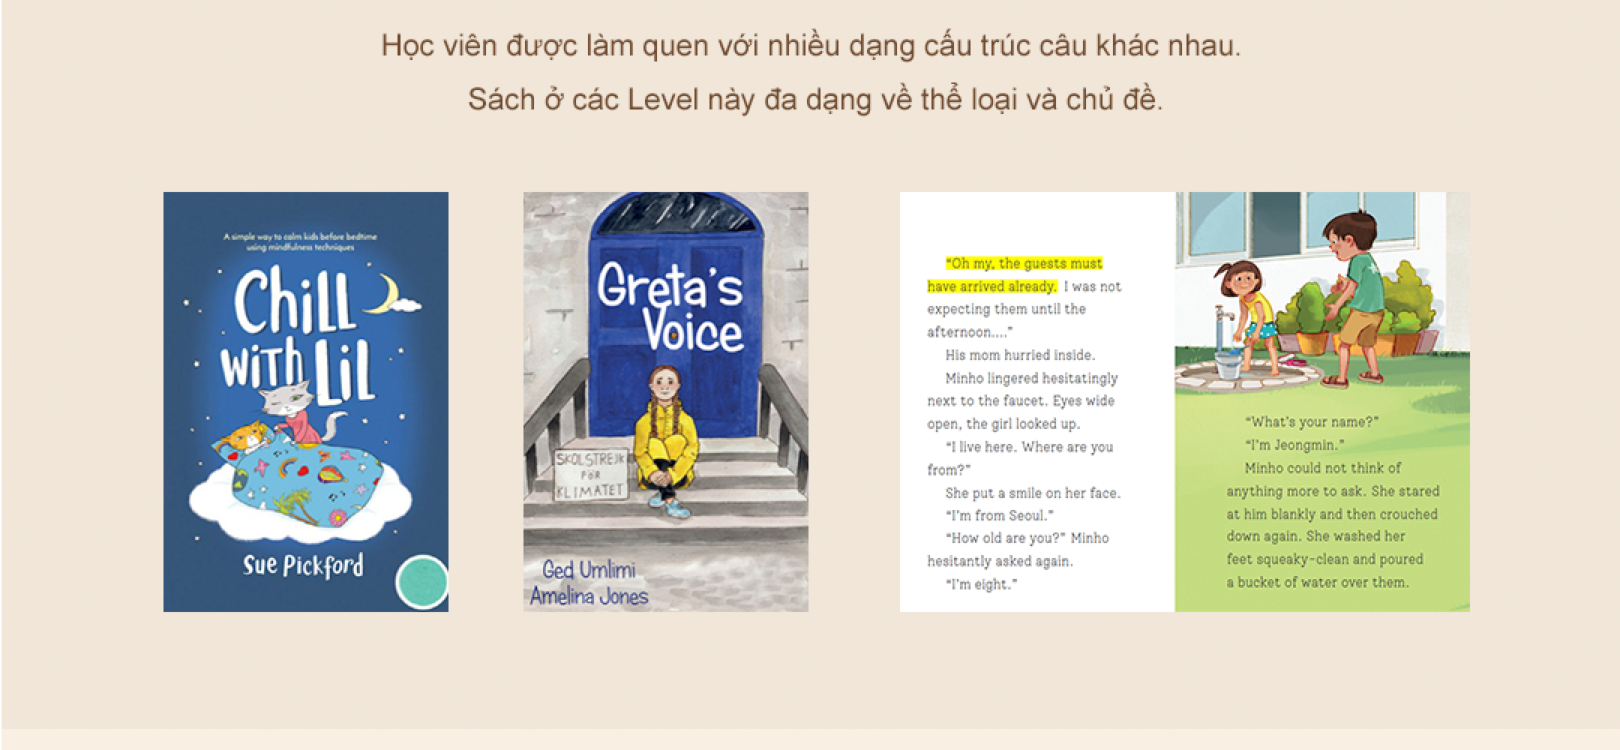 Học viên được làm quen với nhiều dạng cấu trúc câu khác nhau.
Sách ở các Level này đa dạng về thể loại và chủ đề.
A simple way to calm kids before bedtime
using mindfulness techniques
Chill
with Lil
Sue Pickford
Greta's
Voice
SKOLSTREJK
FÖR
KLIMATET
Ged Umlimi
Amelina Jones
“Oh my, the guests must
have arrived already. I was not
expecting them until the
afternoon....”
His mom hurried inside.
Minho lingered hesitatingly
next to the faucet. Eyes wide
open, the girl looked up.
“I live here. Where are you
from?”
She put a smile on her face.
“I'm from Seoul.”
“How old are you?” Minho
hesitantly asked again.
“I'm eight.”
“What's your name?”
“I'm Jeongmin.”
Minho could not think of
anything more to ask. She stared
at him blankly and then crouched
down again. She washed her
feet squeaky-clean and poured
a bucket of water over them.